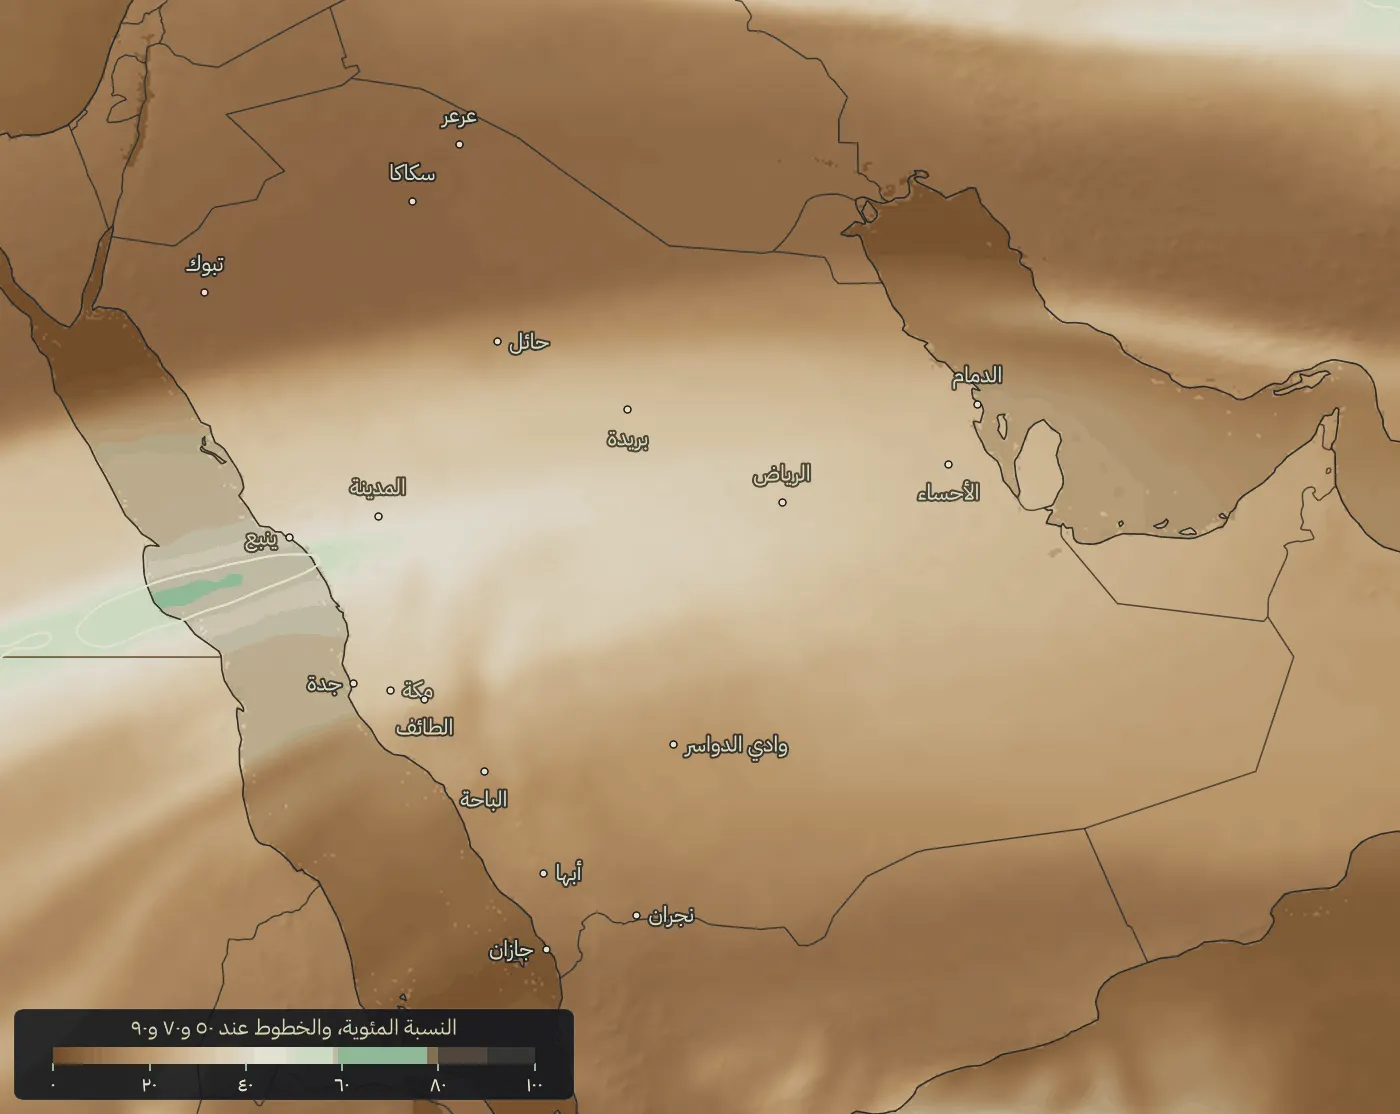 عرعر
سكاكا
تبوك
حائل
الدمام
بريدة
الرياض
المدينة
الأحساء
ينبع
جدة
مكة
الطائف
وادي الدواسر
الباحة
أبها
نجران
جازان
النسبة المئوية، والخطوط عند ٥٠ و٧٠ و٩٠
٠ ٢٠ ٤٠ ٦٠ ٨٠ ١٠٠